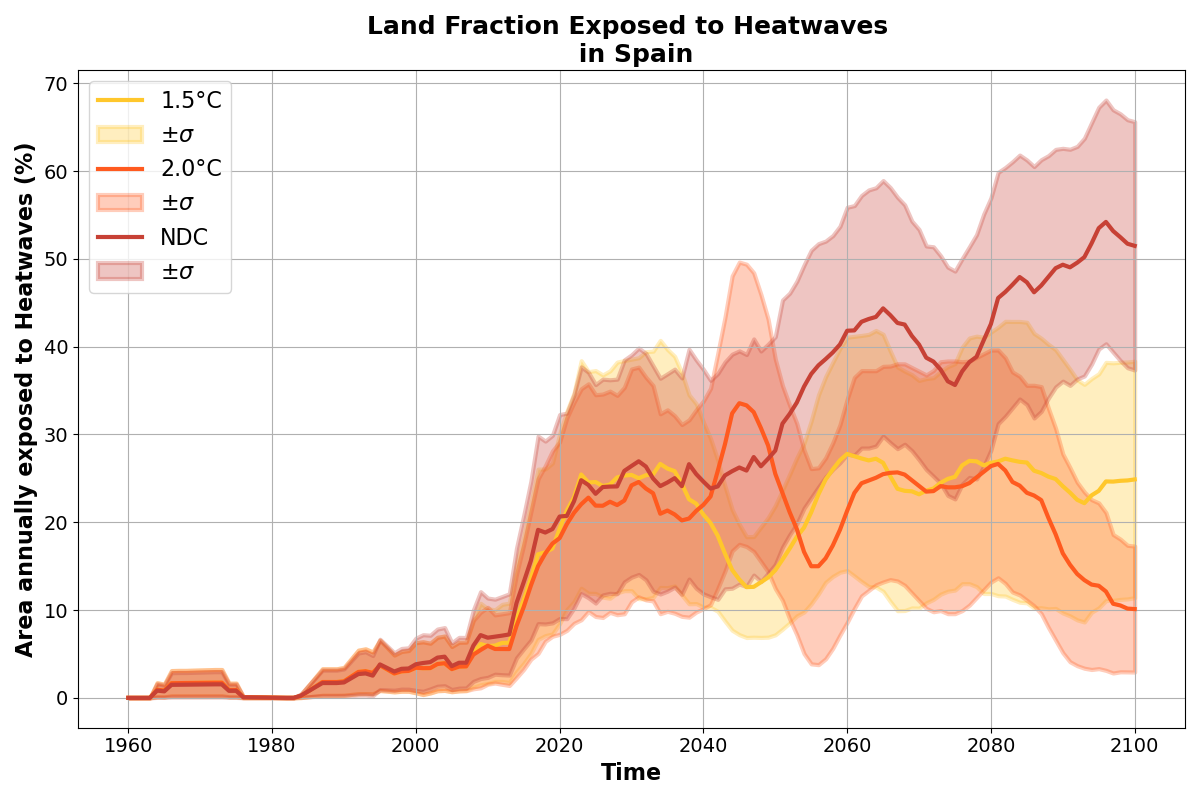 Land Fraction Exposed to Heatwaves
in Spain
Area annually exposed to Heatwaves (%)
70
60
50
40
30
20
10
0
1.5°C
±σ
2.0°C
±σ
NDC
±σ
1960 1980 2000 2020 2040 2060 2080 2100
Time